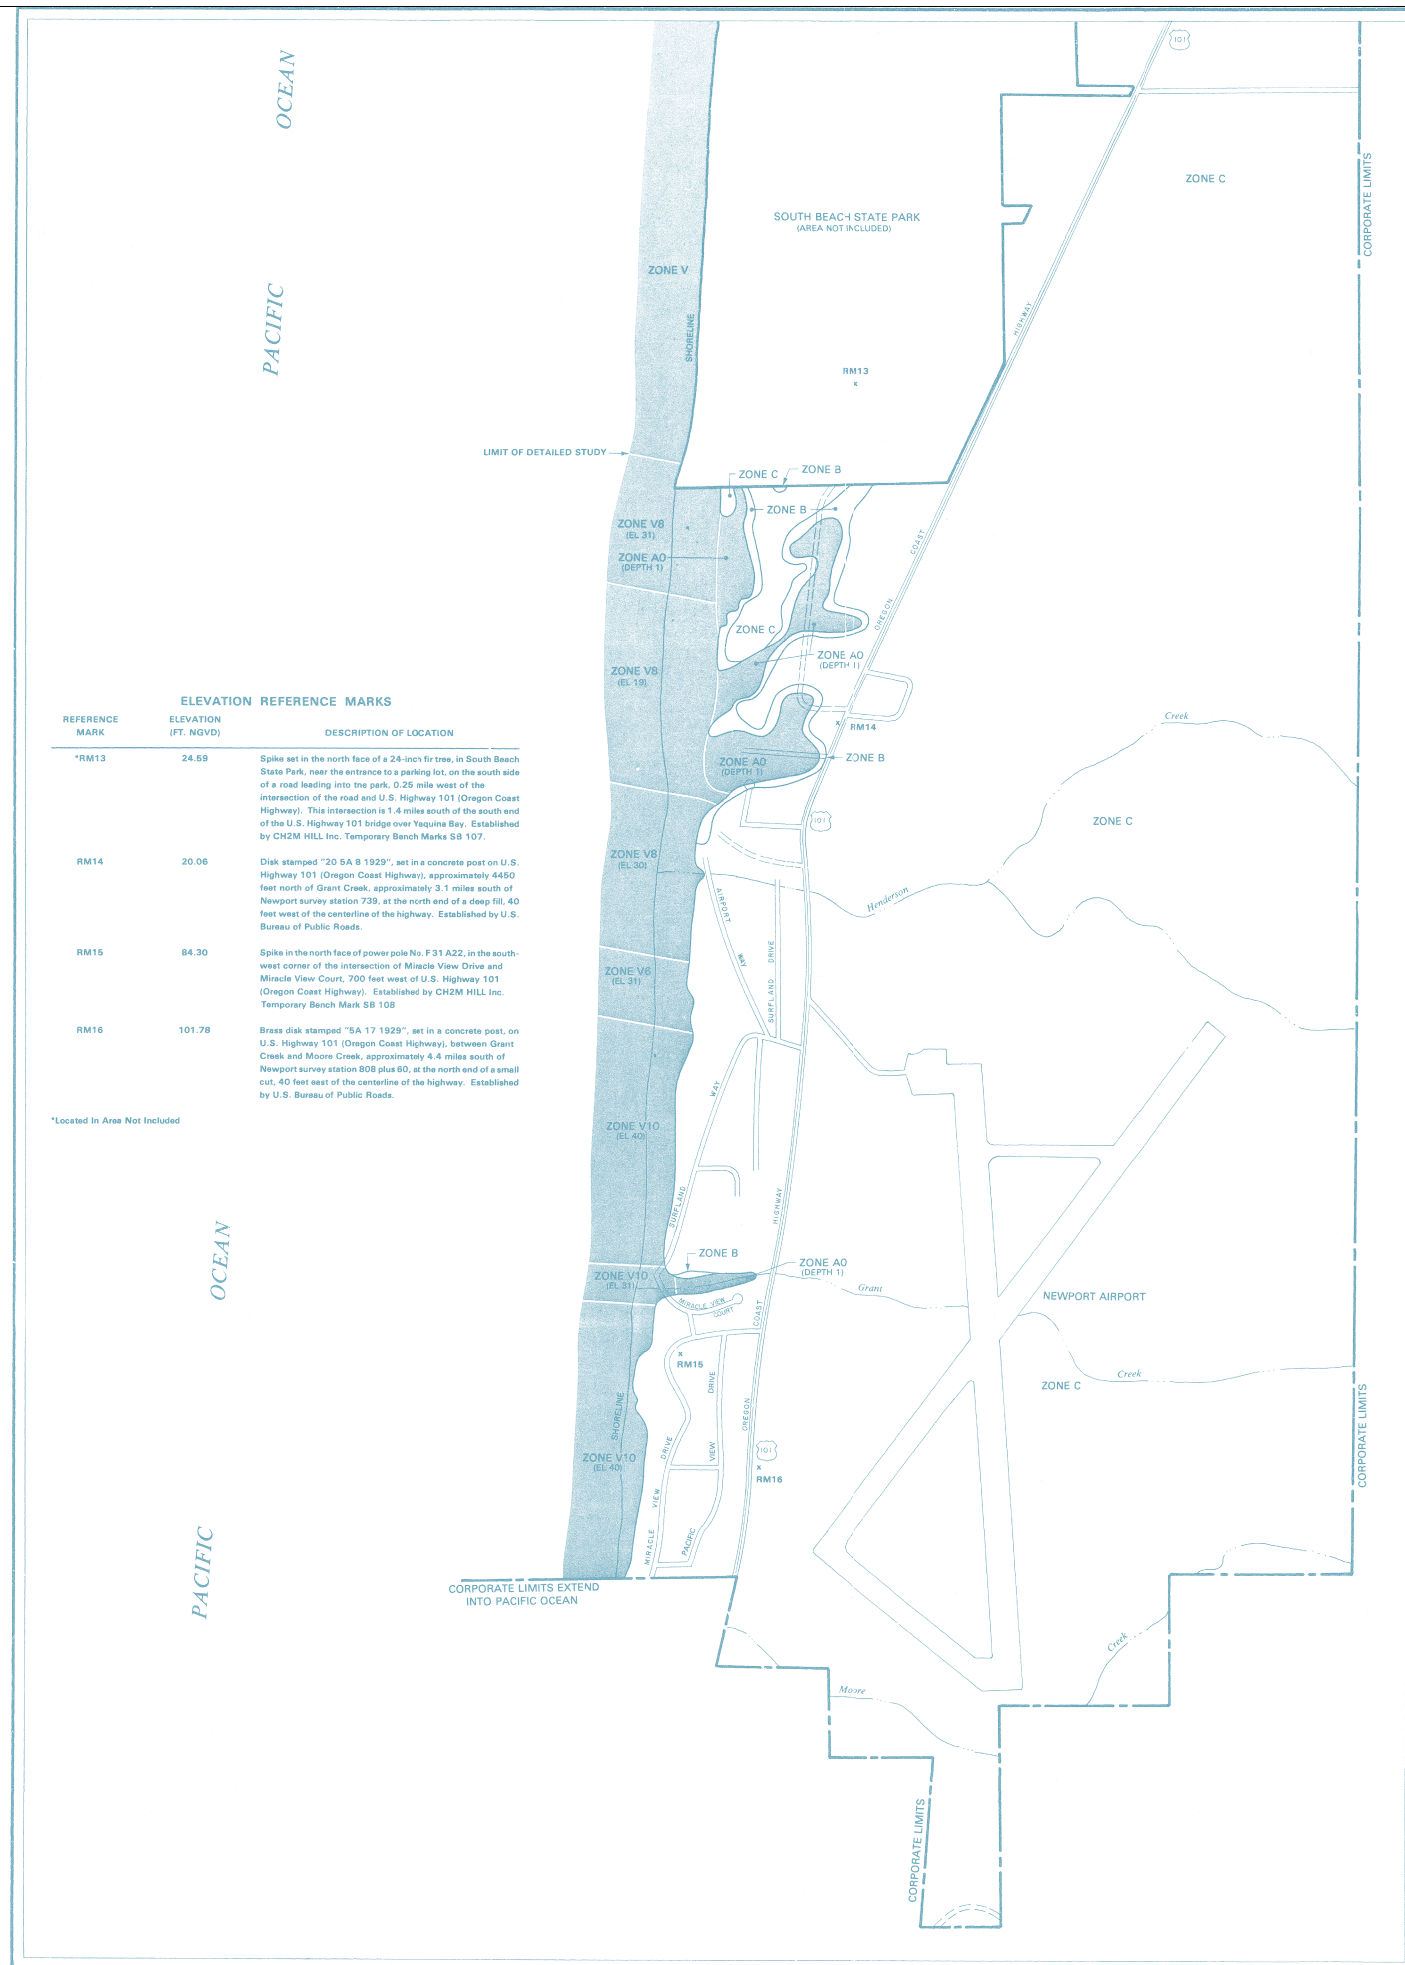 OCEAN
101
ZONE C
CORPORATE LIMITS
SOUTH BEACH STATE PARK
(AREA NOT INCLUDED)
ZONE V
PACIFIC
SHORELINE
HIGHWAY
RM13
LIMIT OF DETAILED STUDY
ZONE C
ZONE B
ZONE B
ZONE V8
(EL 31)
COAST
ZONE A0
(DEPTH 1)
OREGON
ZONE C
ZONE A0
(DEPTH 1)
ZONE V8
(EL 19)
RM14
Creek
ZONE B
ZONE A0
(DEPTH 1)
101
ZONE C
ELEVATION REFERENCE MARKS
REFERENCE MARK
ELEVATION (FT. NGVD)
DESCRIPTION OF LOCATION
*RM13 24.59 Spike set in the north face of a 24-inch fir tree, in South Beach
State Park, near the entrance to a parking lot, on the south side
of a road leading into the park, 0.25 mile west of the
intersection of the road and U.S. Highway 101 (Oregon Coast
Highway). This intersection is 1.4 miles south of the south end
of the U.S. Highway 101 bridge over Yaquina Bay. Established
by CH2M HILL Inc. Temporary Bench Marks SB 107.
RM14 20.06 Disk stamped "20 5A 8 1929", set in a concrete post on U.S.
Highway 101 (Oregon Coast Highway), approximately 4450
feet north of Grant Creek, approximately 3.1 miles south of
Newport survey station 739, at the north end of a deep fill, 40
feet west of the centerline of the highway. Established by U.S.
Bureau of Public Roads.
RM15 84.30 Spike in the north face of power pole No. F31 A22, in the south-
west corner of the intersection of Miracle View Drive and
Miracle View Court, 700 feet west of U.S. Highway 101
(Oregon Coast Highway). Established by CH2M HILL Inc.
Temporary Bench Mark SB 108
RM16 101.78 Brass disk stamped "5A 17 1929", set in a concrete post, on
U.S. Highway 101 (Oregon Coast Highway), between Grant
Creek and Moore Creek, approximately 4.4 miles south of
Newport survey station 808 plus 60, at the north end of a small
cut, 40 feet east of the centerline of the highway. Established
by U.S. Bureau of Public Roads.
*Located In Area Not Included
ZONE V8
(EL 30)
Henderson
AIRPORT
WAY
SURFLAND DRIVE
ZONE V6
(EL 31)
WAY
SURFLAND
ZONE V10
(EL 40)
HIGHWAY
OCEAN
ZONE B
ZONE A0
(DEPTH 1)
ZONE V10
(EL 31)
Grant
MIRACLE VIEW
COURT
COAST
NEWPORT AIRPORT
RM15
Creek
ZONE C
DRIVE
VIEW
PACIFIC
SHORELINE
OREGON
CORPORATE LIMITS
101
RM16
ZONE V10
(EL 40)
DRIVE
VIEW
MIRACLE
PACIFIC
CORPORATE LIMITS EXTEND
INTO PACIFIC OCEAN
Creek
Moore
CORPORATE LIMITS